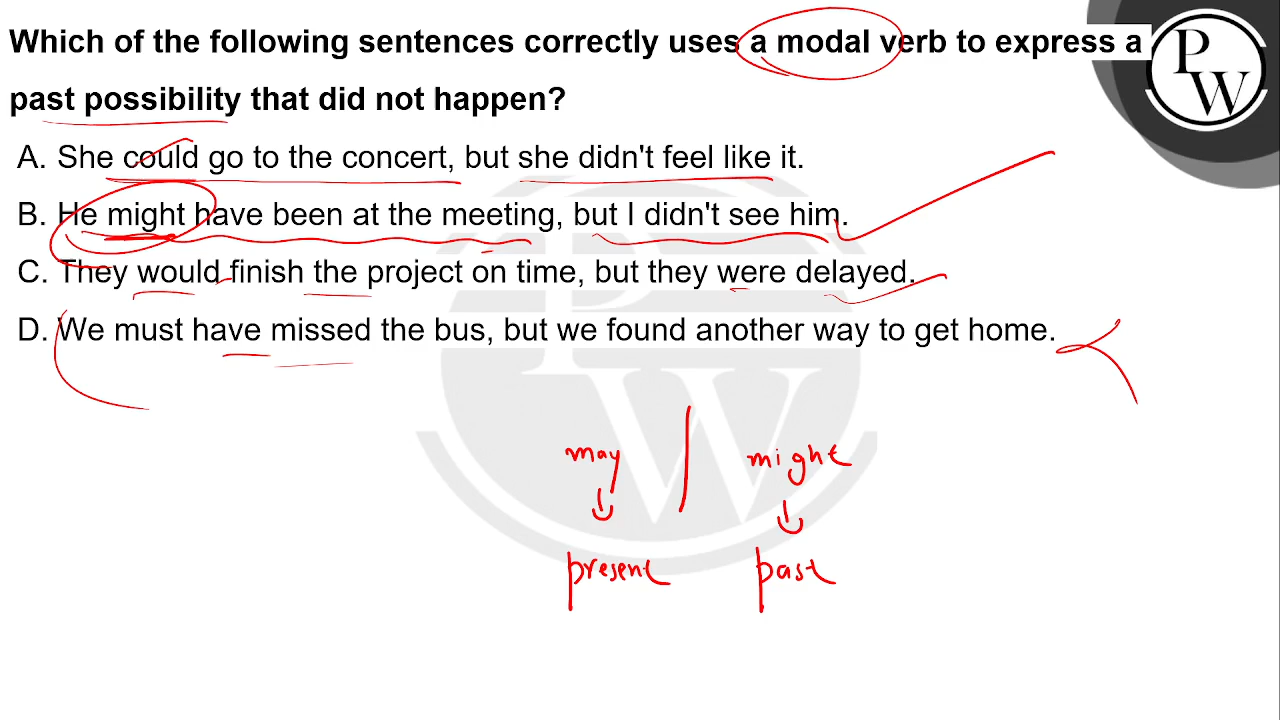 Which of the following sentences correctly uses a modal verb to express a
past possibility that did not happen?
A. She could go to the concert, but she didn't feel like it.
B. He might have been at the meeting, but I didn't see him.
C. They would finish the project on time, but they were delayed.
D. We must have missed the bus, but we found another way to get home.
may might
present past
P
W
P
W